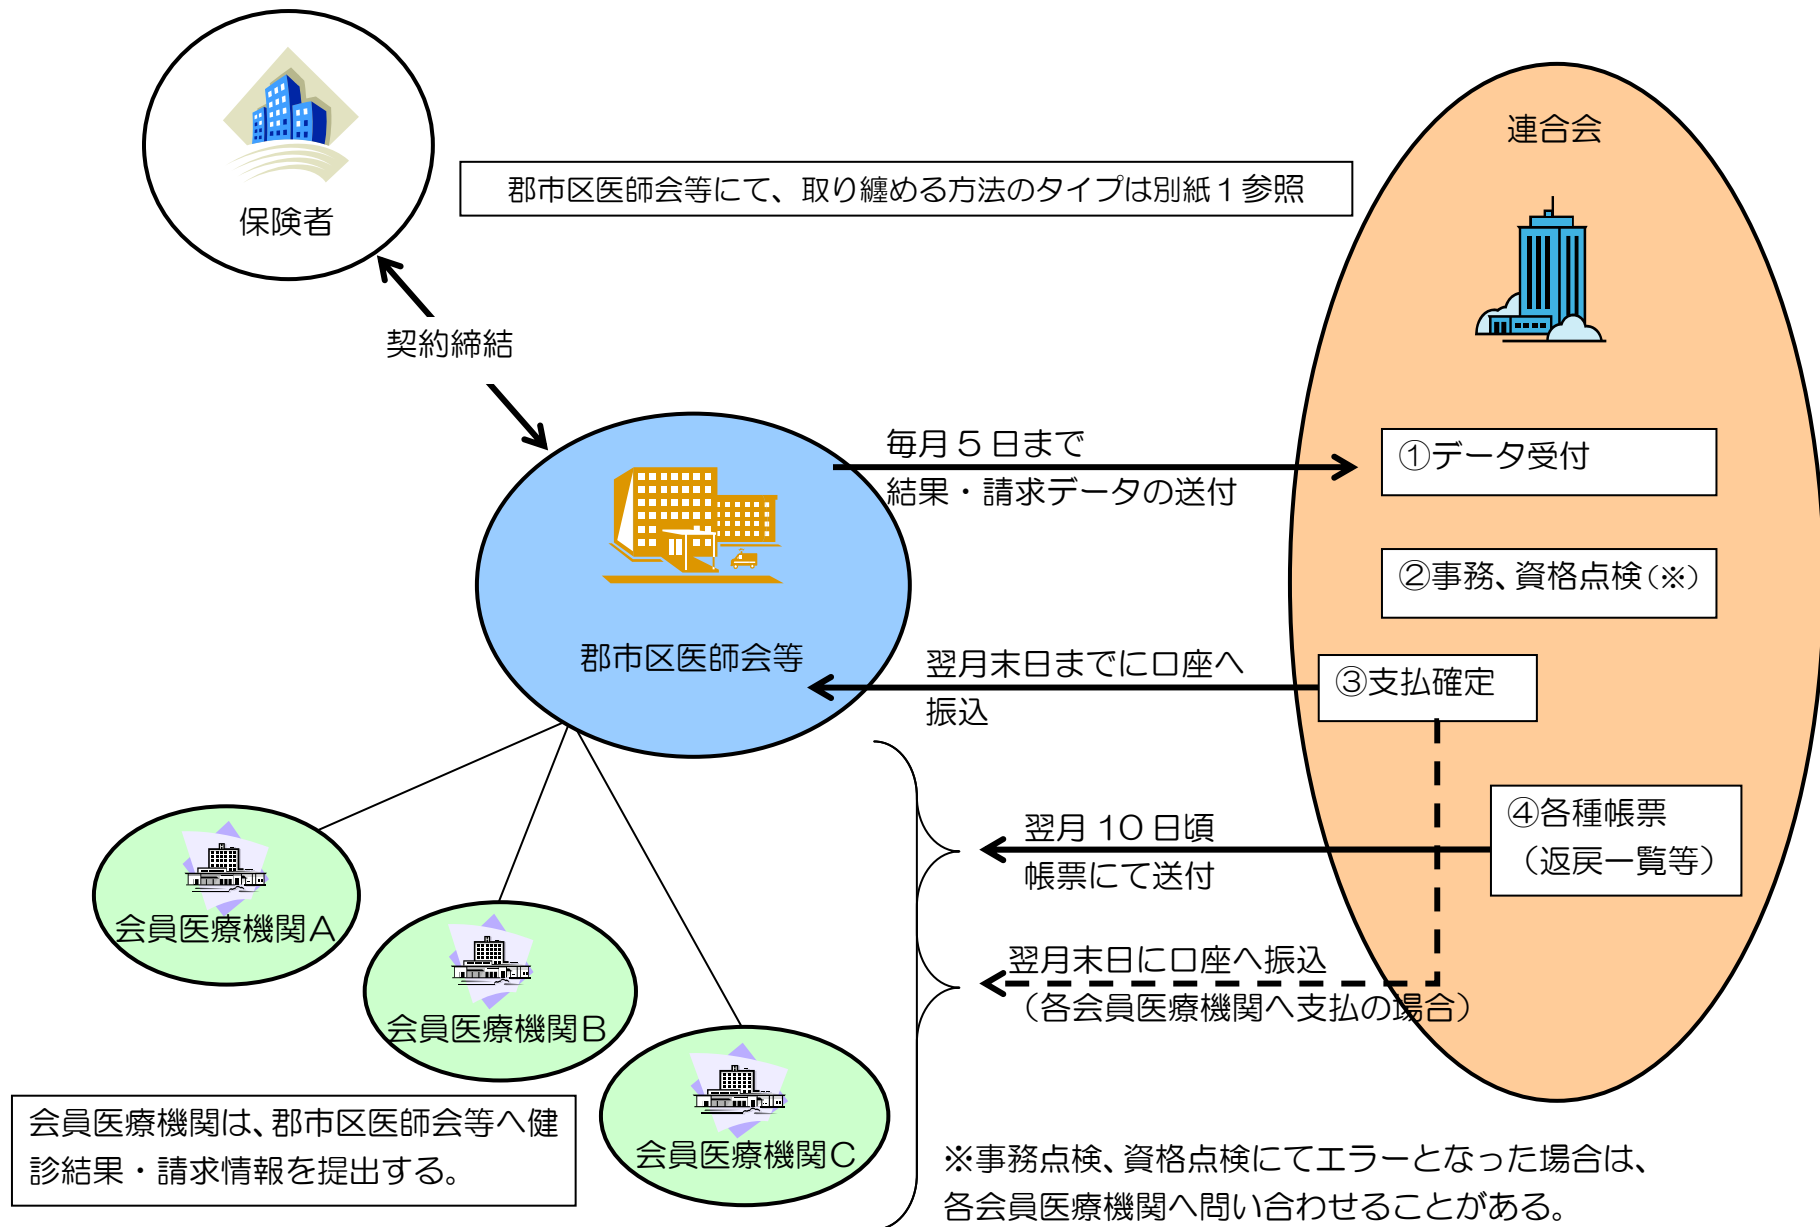 連合会
郡市区医師会等にて、取り纏める方法のタイプは別紙1参照
保険者
契約締結
毎月5日まで
結果・請求データの送付
①データ受付
②事務、資格点検(※)
郡市区医師会等
翌月末日までに口座へ
振込
③支払確定
翌月10日頃
帳票にて送付
④各種帳票
(返戻一覧等)
会員医療機関A
翌月末日に口座へ振込
(各会員医療機関へ支払の場合)
会員医療機関B
会員医療機関は、郡市区医師会等へ健
診結果・請求情報を提出する。
会員医療機関C
※事務点検、資格点検にてエラーとなった場合は、
各会員医療機関へ問い合わせることがある。